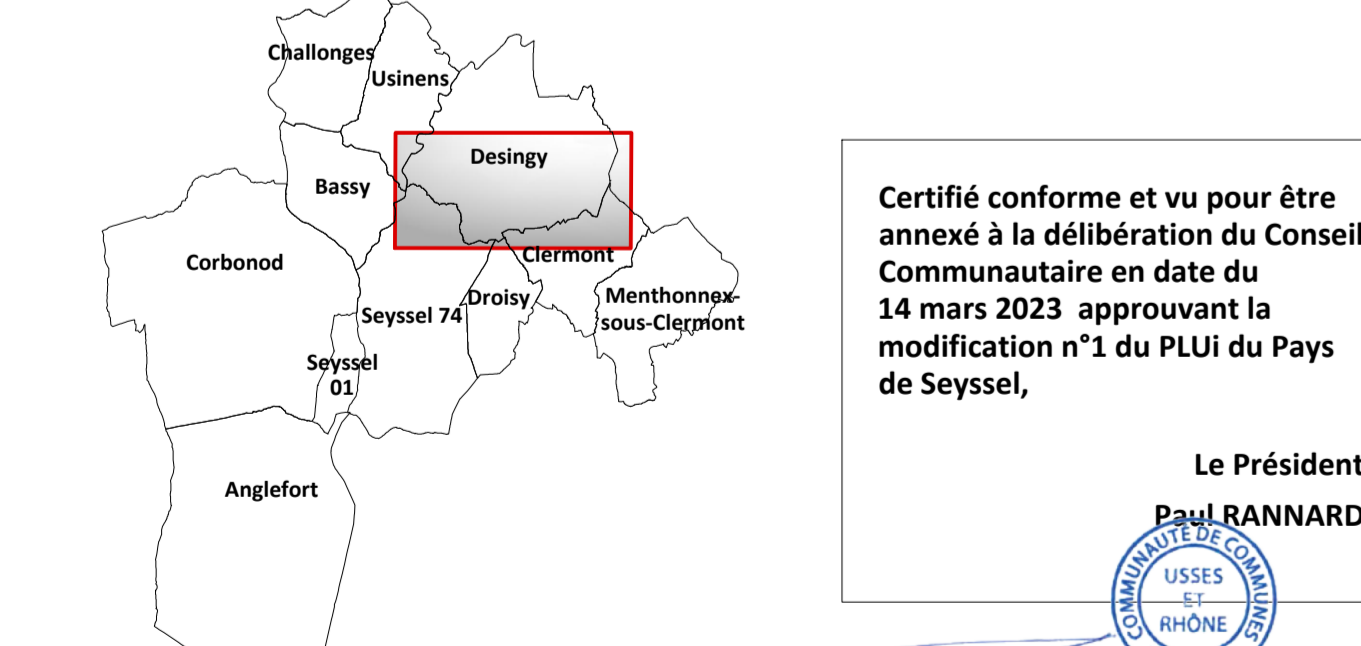 Challonges
Usinens
Desingy
Bassy
Corbonod
Clermont
Seyssel 74
Droisy
Menthonnex-
sous-Clermont
Seyssel
01
Anglefort
Certifié conforme et vu pour être
annexé à la délibération du Conseil
Communautaire en date du
14 mars 2023 approuvant la
modification n°1 du PLUi du Pays
de Seyssel,
Le Président
Paul RANNARD
COMMUNAUTÉ DE COMMUNES
USSES
ET
RHÔNE